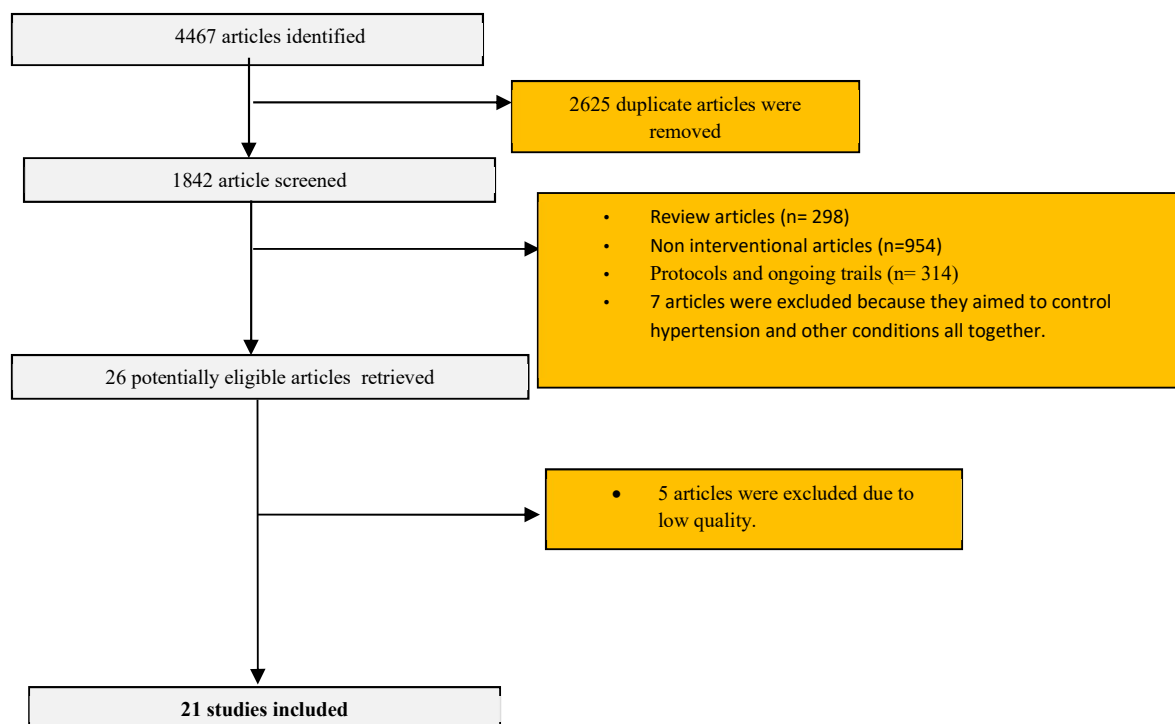 4467 articles identified
2625 duplicate articles were
removed
1842 article screened
• Review articles (n= 298)
• Non interventional articles (n=954)
• Protocols and ongoing trails (n= 314)
• 7 articles were excluded because they aimed to control
hypertension and other conditions all together.
26 potentially eligible articles retrieved
• 5 articles were excluded due to
low quality.
21 studies included